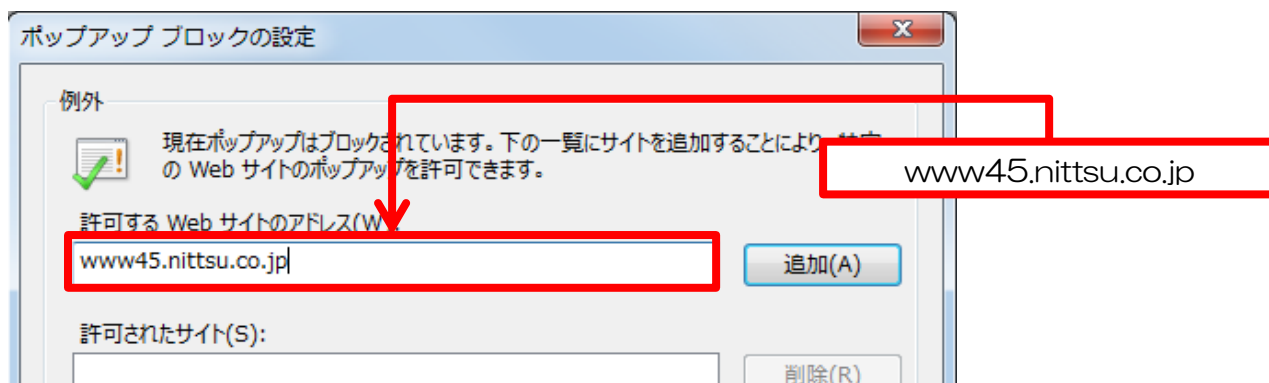 ポップアップ ブロックの設定
例外
現在ポップアップはブロックされています。下の一覧にサイトを追加することにより、特定
の Web サイトのポップアップを許可できます。
www45.nittsu.co.jp
許可する Web サイトのアドレス(W):
www45.nittsu.co.jp
追加(A)
許可されたサイト(S):
削除(R)